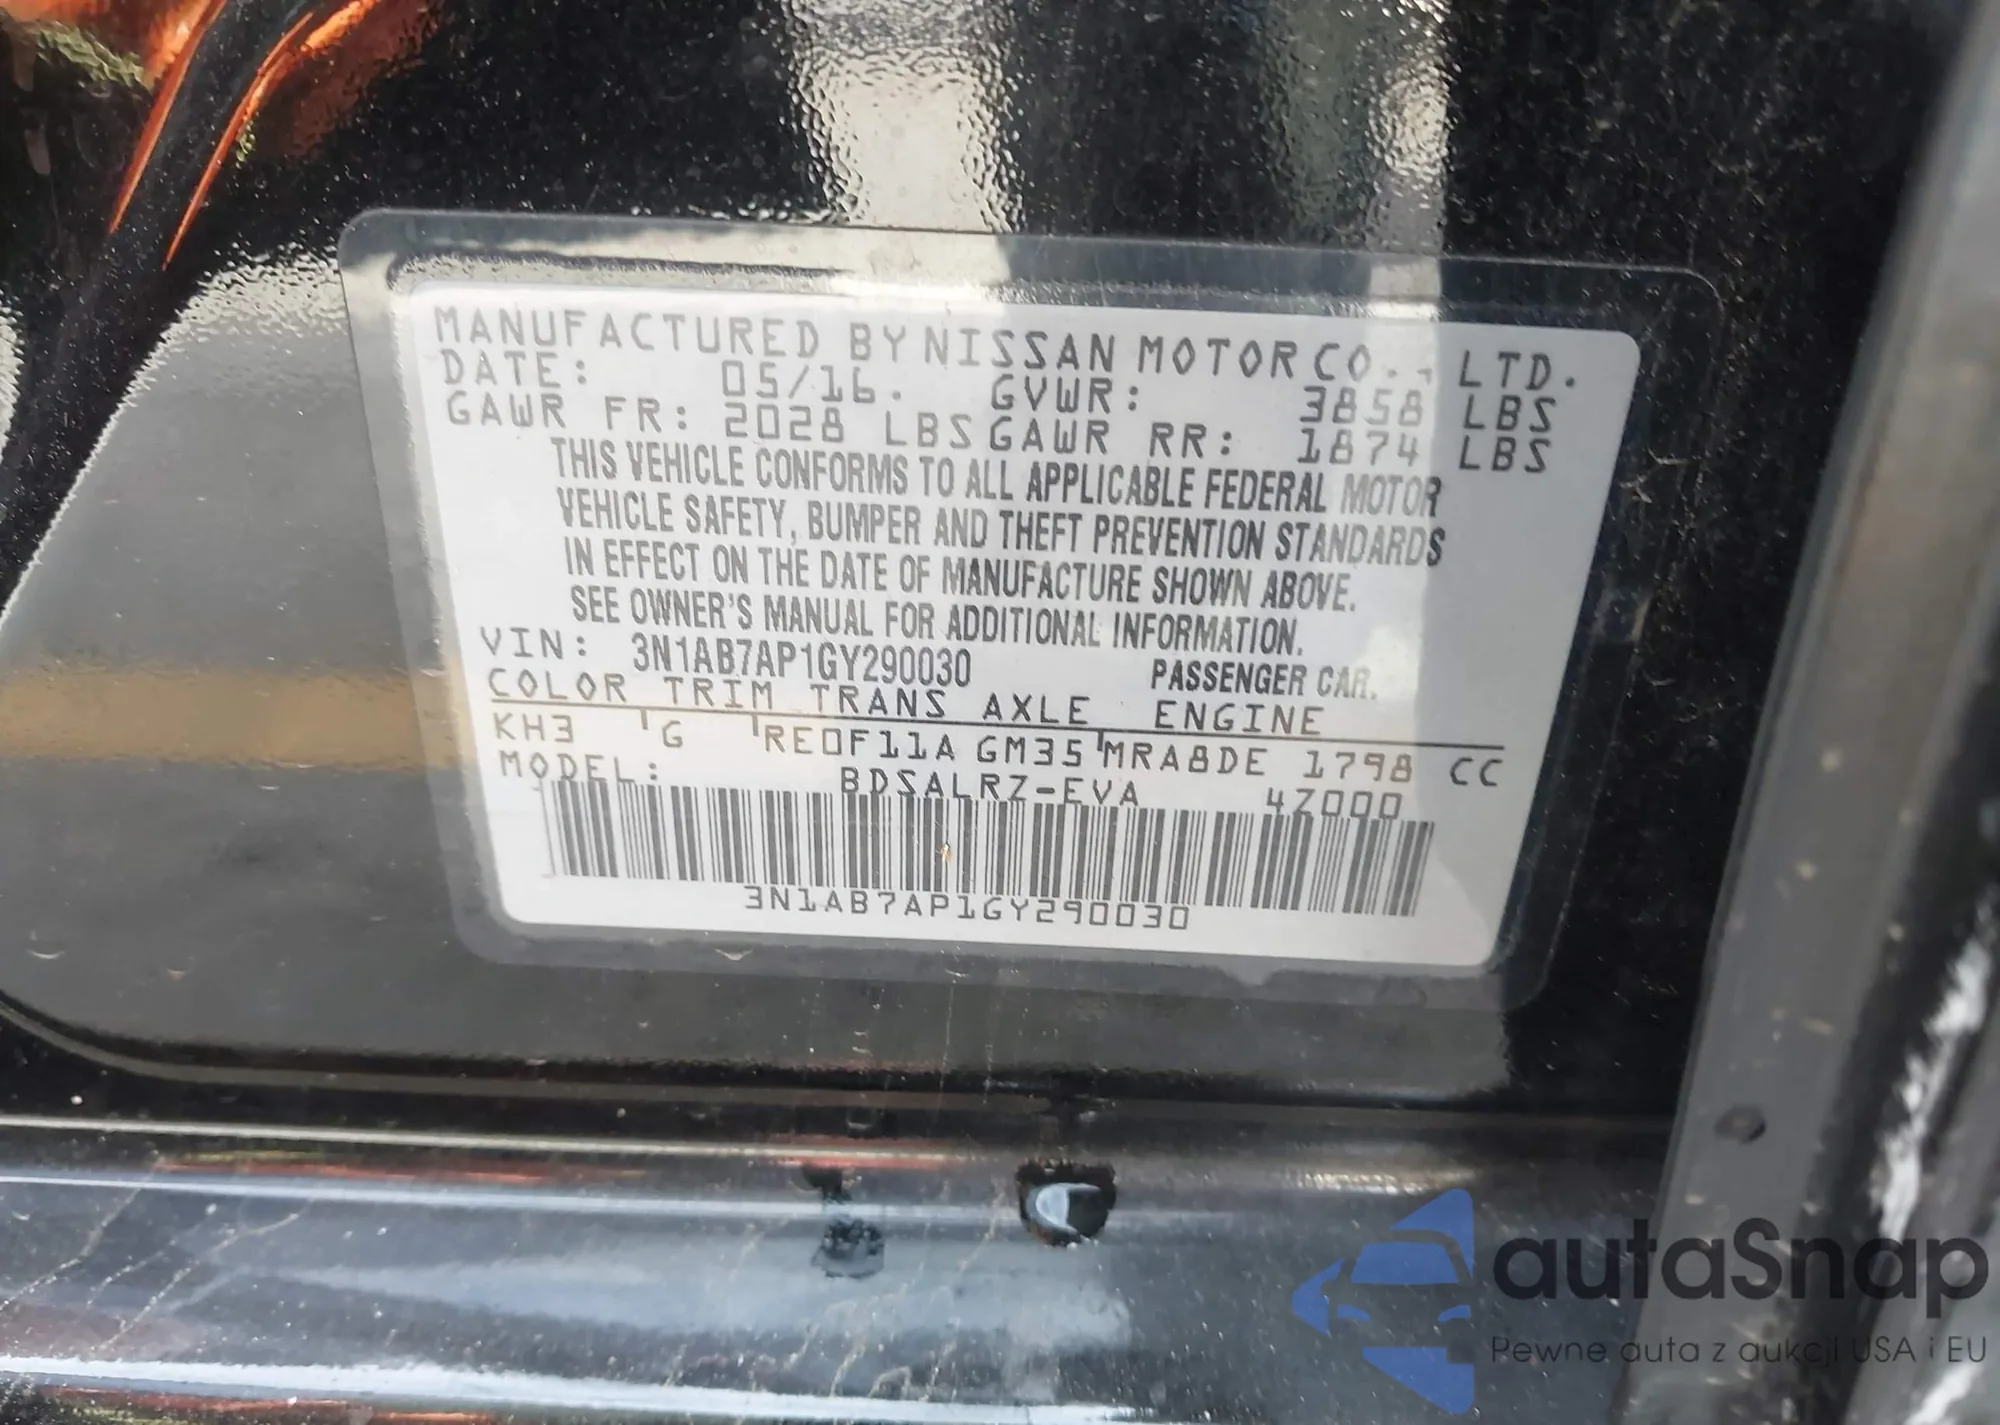 MANUFACTURED BY NISSAN MOTOR CO., LTD.
DATE: 05/16. GVWR: 3858 LBS
GAWR FR: 2028 LBS GAWR RR: 1874 LBS
THIS VEHICLE CONFORMS TO ALL APPLICABLE FEDERAL MOTOR
VEHICLE SAFETY, BUMPER AND THEFT PREVENTION STANDARDS
IN EFFECT ON THE DATE OF MANUFACTURE SHOWN ABOVE.
SEE OWNER'S MANUAL FOR ADDITIONAL INFORMATION.
VIN: 3N1AB7AP1GY290030 PASSENGER CAR.
COLOR TRIM TRANS AXLE ENGINE
KH3 G RE0F11A GM35 MRA8DE 1798 CC
MODEL: BDSALRZ-EVA 4Z000
3N1AB7AP1GY290030
autaSnap
Pewne auta z aukcji USA i EU